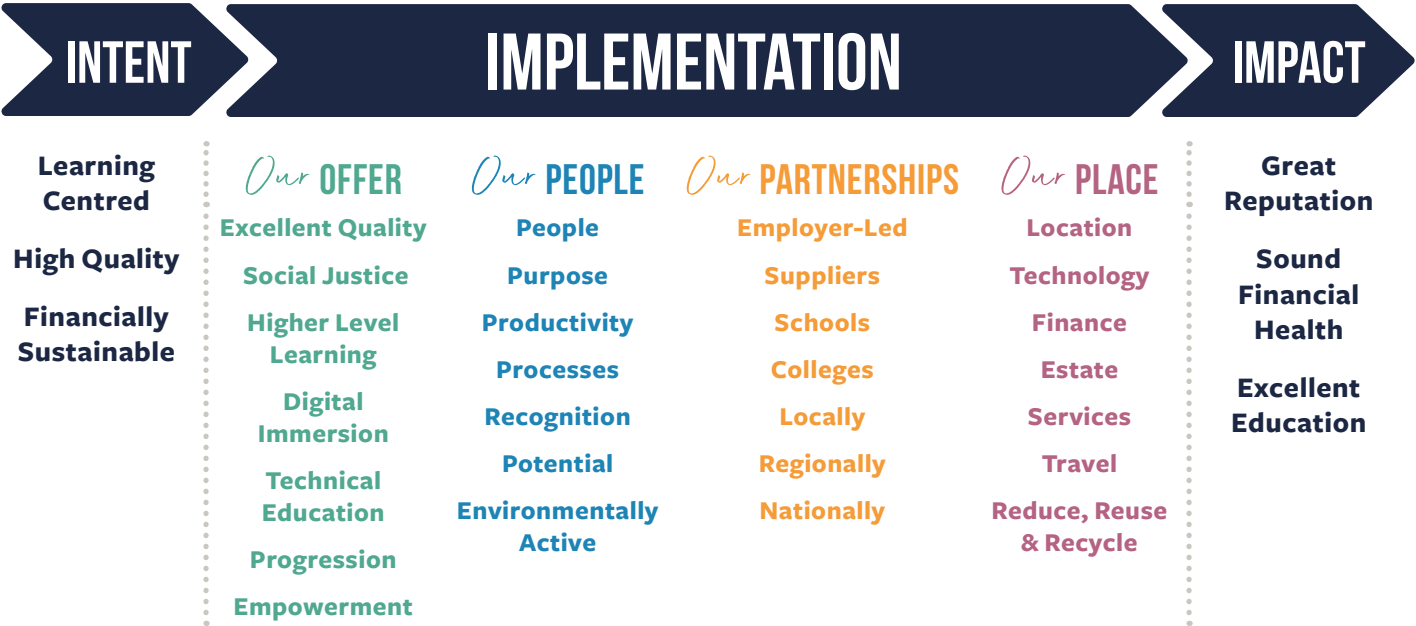 INTENT
IMPLEMENTATION
IMPACT
Learning
Centred
High Quality
Financially
Sustainable
Our OFFER
Excellent Quality
Social Justice
Higher Level
Learning
Digital
Immersion
Technical
Education
Progression
Empowerment
Our PEOPLE
People
Purpose
Productivity
Processes
Recognition
Potential
Environmentally
Active
Our PARTNERSHIPS
Employer-Led
Suppliers
Schools
Colleges
Locally
Regionally
Nationally
Our PLACE
Location
Technology
Finance
Estate
Services
Travel
Reduce, Reuse
& Recycle
Great
Reputation
Sound
Financial
Health
Excellent
Education